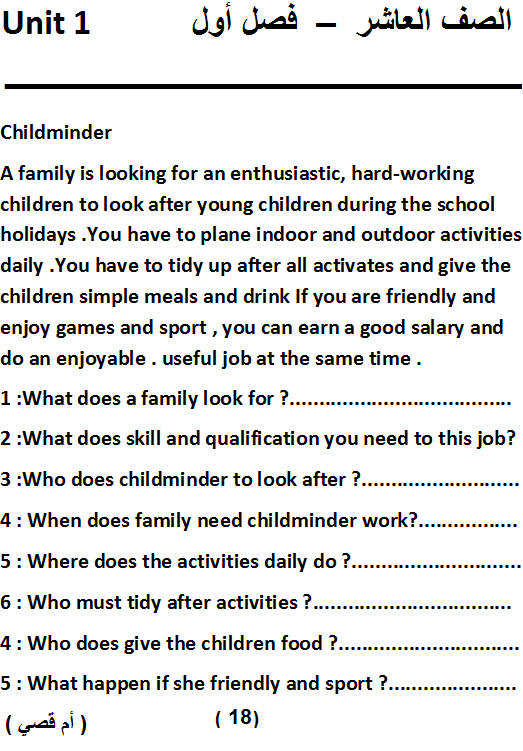 Unit 1 الصف العاشر – فصل أول
Childminder
A family is looking for an enthusiastic, hard-working
children to look after young children during the school
holidays .You have to plane indoor and outdoor activities
daily .You have to tidy up after all activates and give the
children simple meals and drink If you are friendly and
enjoy games and sport , you can earn a good salary and
do an enjoyable . useful job at the same time .
1 :What does a family look for ?.....................................
2 :What does skill and qualification you need to this job?
3 :Who does childminder to look after ?..........................
4 : When does family need childminder work?.................
5 : Where does the activities daily do ?............................
6 : Who must tidy after activities ?.................................
4 : Who does give the children food ?..............................
5 : What happen if she friendly and sport ?.....................
( 18) ( أم قصي )